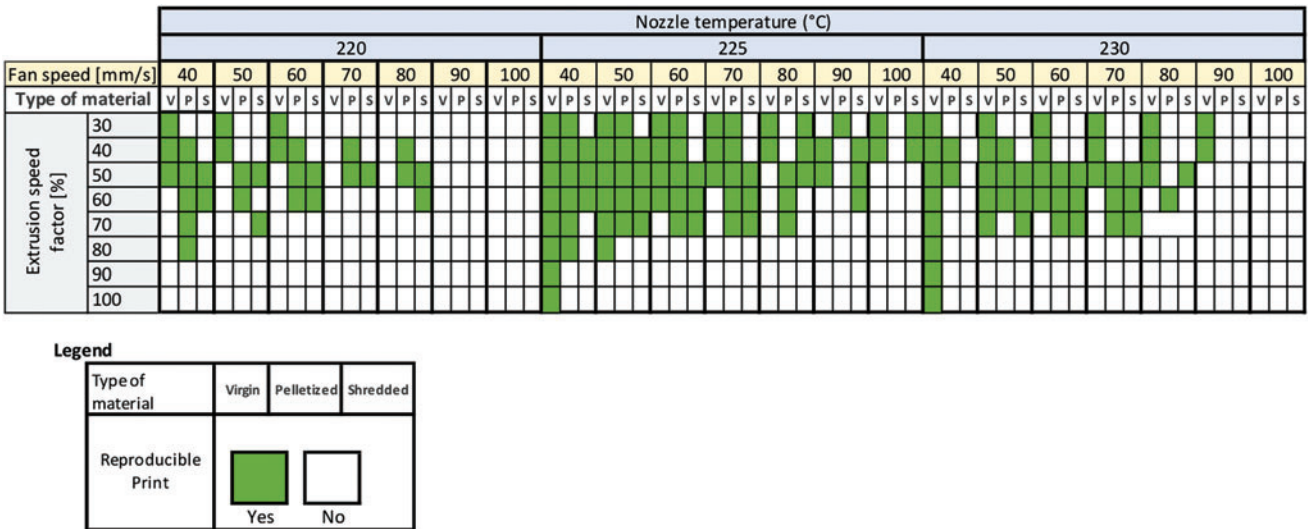 Nozzle temperature (°C)
220 225 230
Fan speed [mm/s] 40 50 60 70 80 90 100 40 50 60 70 80 90 100 40 50 60 70 80 90 100
Type of material V P S V P S V P S V P S V P S V P S V P S V P S V P S V P S V P S V P S V P S V P S V P S V P S V P S V P S V P S V P S V P S
Extrusion speed
factor [%]
30
40
50
60
70
80
90
100
Legend
Type of
material
Virgin Pelletized Shredded
Reproducible
Print
Yes No